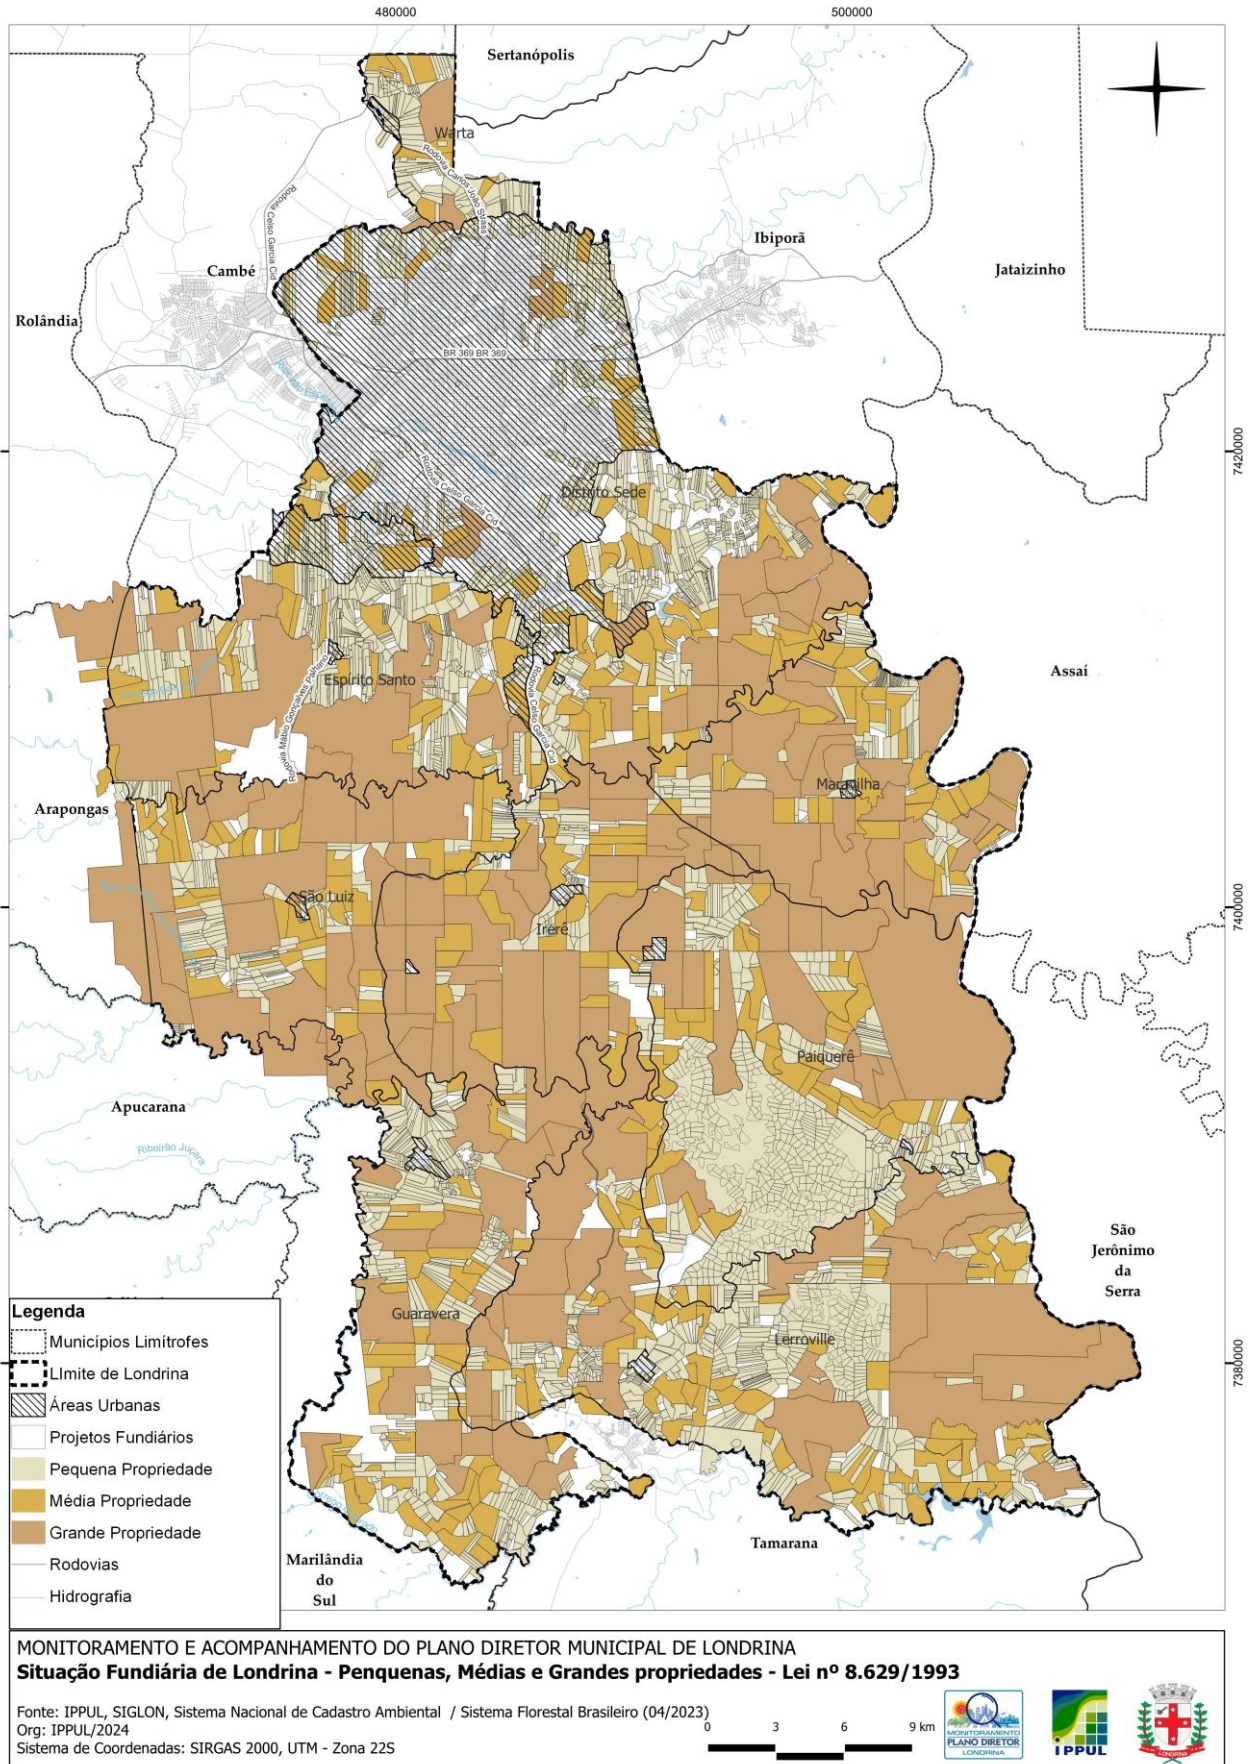 480000
500000
Sertanópolis
Warta
Rodovia Carlos João Strass
Rodovia Celso Garcia Cid
Ibiporã
Cambé
Jataizinho
Rolândia
BR 369 BR 369
Rodovia Celso Garcia Cid
7420000
Distrito Sede
Assaí
Espírito Santo
Rodovia Mábio Gonçalves Palhano
Rodovia Celso Garcia Cid
Maravilha
Arapongas
São Luiz
Irerê
7400000
Paiquerê
Apucarana
Ribeirão Juçara
São
Jerônimo
da
Serra
Guaravera
Lerroville
7380000
Tamarana
Marilândia
do
Sul
Legenda
Municípios Limítrofes
LImite de Londrina
Áreas Urbanas
Projetos Fundiários
Pequena Propriedade
Média Propriedade
Grande Propriedade
Rodovias
Hidrografia
MONITORAMENTO E ACOMPANHAMENTO DO PLANO DIRETOR MUNICIPAL DE LONDRINA
Situação Fundiária de Londrina - Penquenas, Médias e Grandes propriedades - Lei nº 8.629/1993
Fonte: IPPUL, SIGLON, Sistema Nacional de Cadastro Ambiental / Sistema Florestal Brasileiro (04/2023)
Org: IPPUL/2024
Sistema de Coordenadas: SIRGAS 2000, UTM - Zona 22S
0 3 6 9 km
MONITORAMENTO
PLANO DIRETOR
LONDRINA
IPPUL
LONDRINA